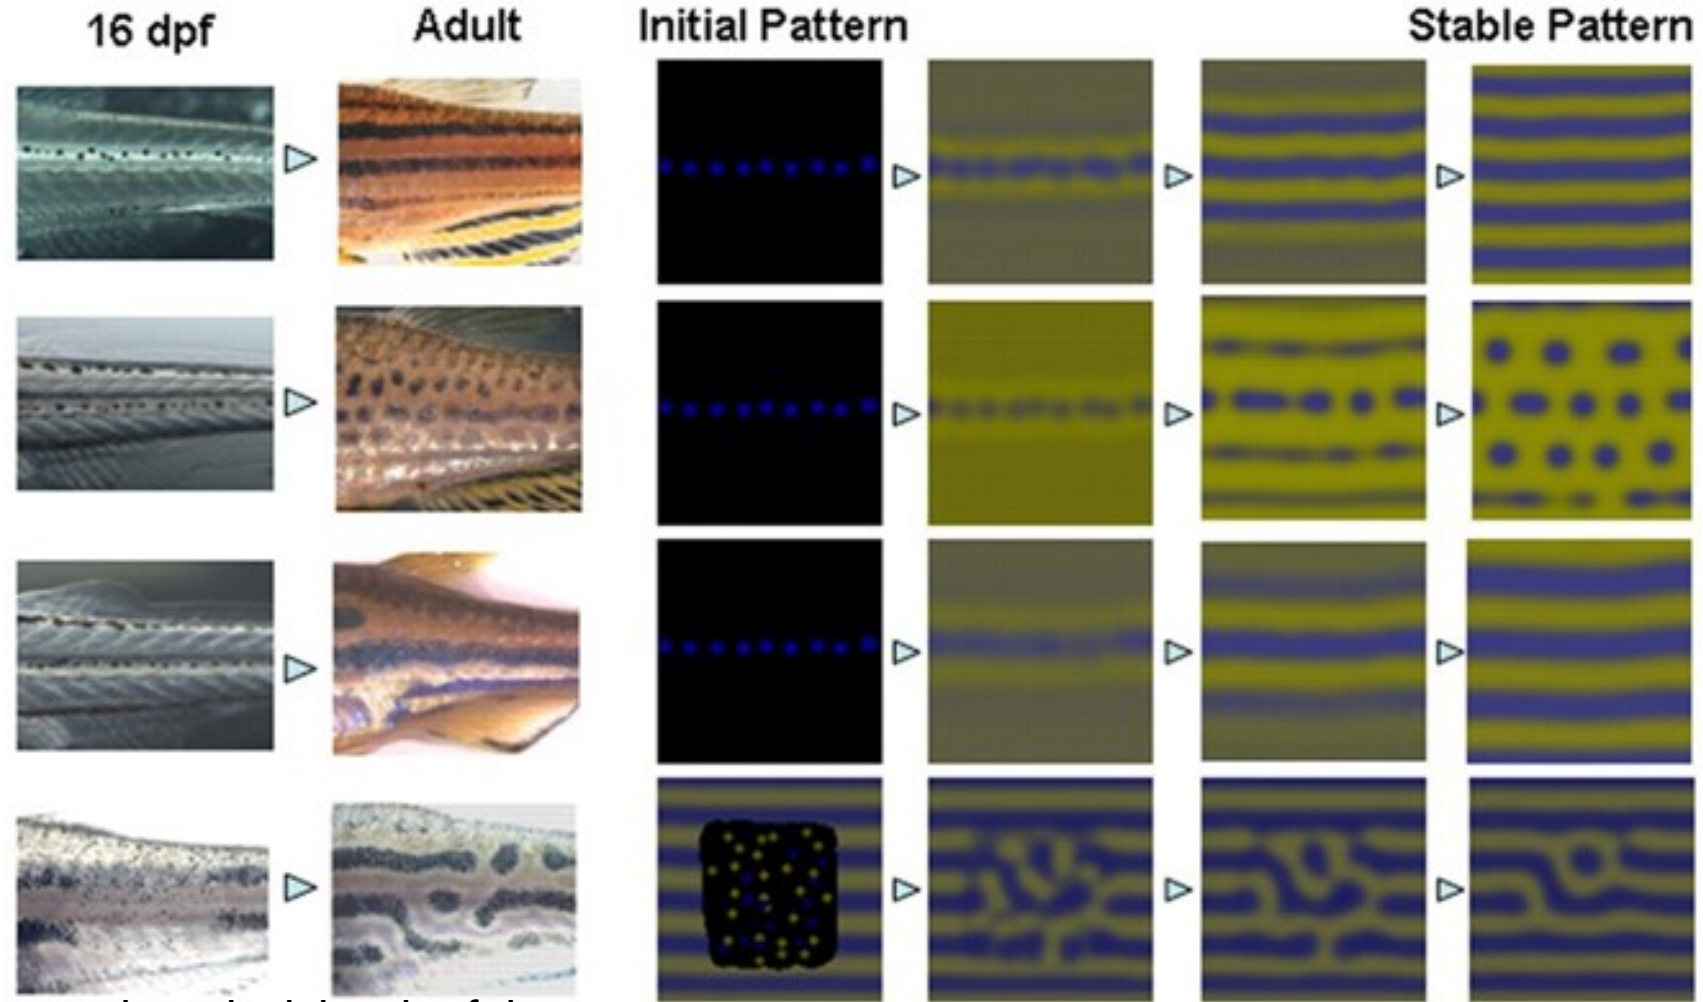 16 dpf
Adult
Initial Pattern
Stable Pattern